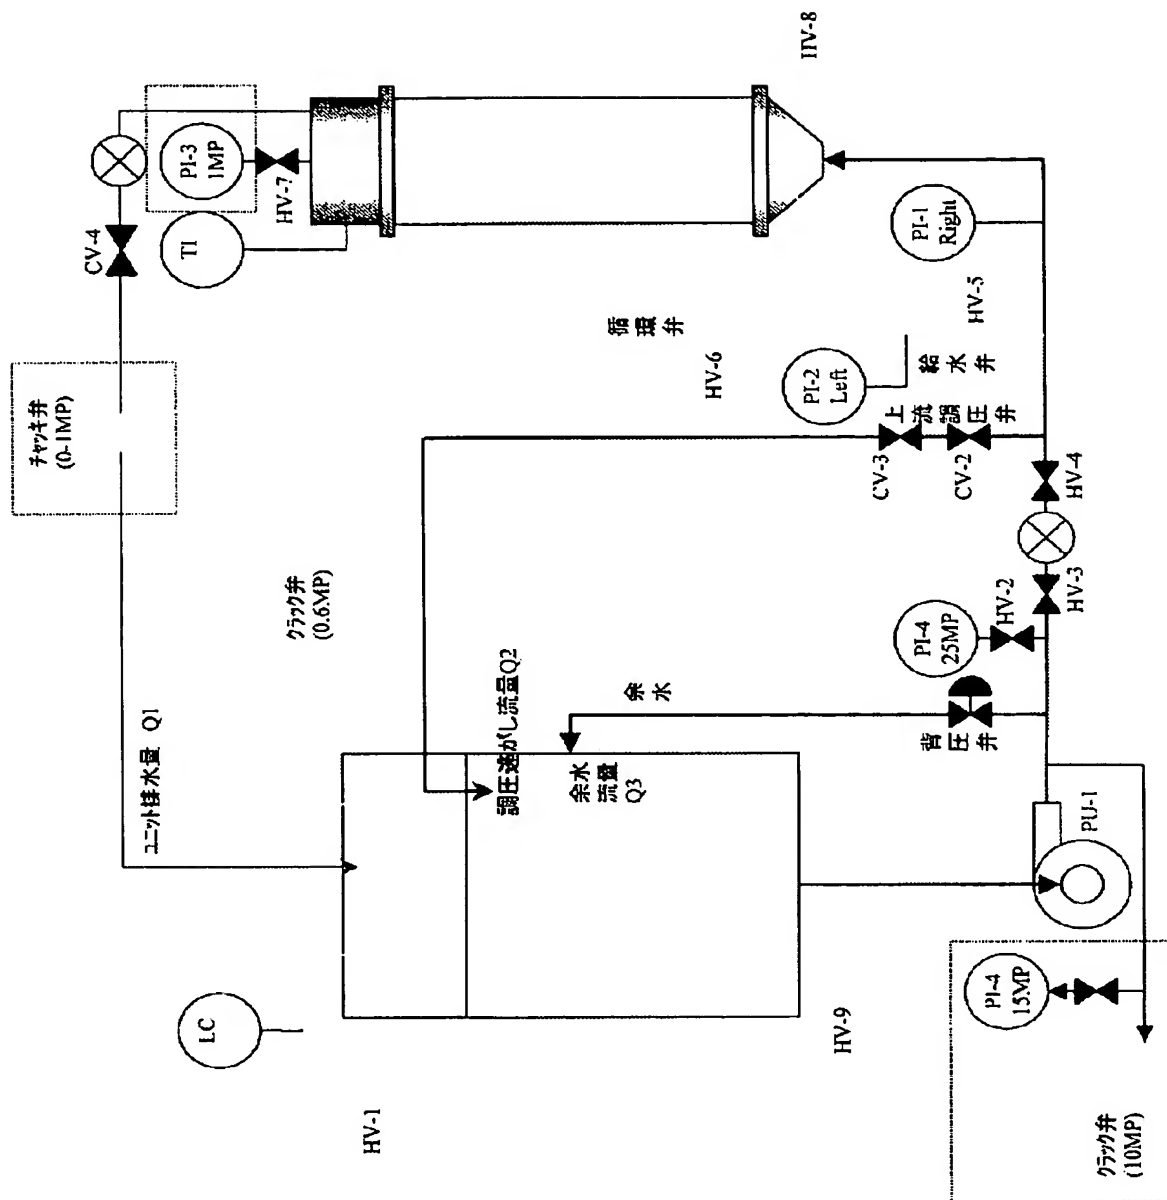 HV-8
CV-4
PI-3
1MP
HV-7
TI
チャッキ弁
(0-1MP)
PI-1
Right
HV-5
循環弁
HV-6
PI-2
Left
給水弁
上流調圧弁
CV-3
CV-2
HV-4
クラック弁
(0.6MP)
HV-3
HV-2
PI-4
25MP
余水
背圧弁
ユニット排水量 Q1
調圧逃がし流量Q2
余水
流量
Q3
PU-1
LC
HV-9
PI-4
15MP
HV-1
クラック弁
(10MP)